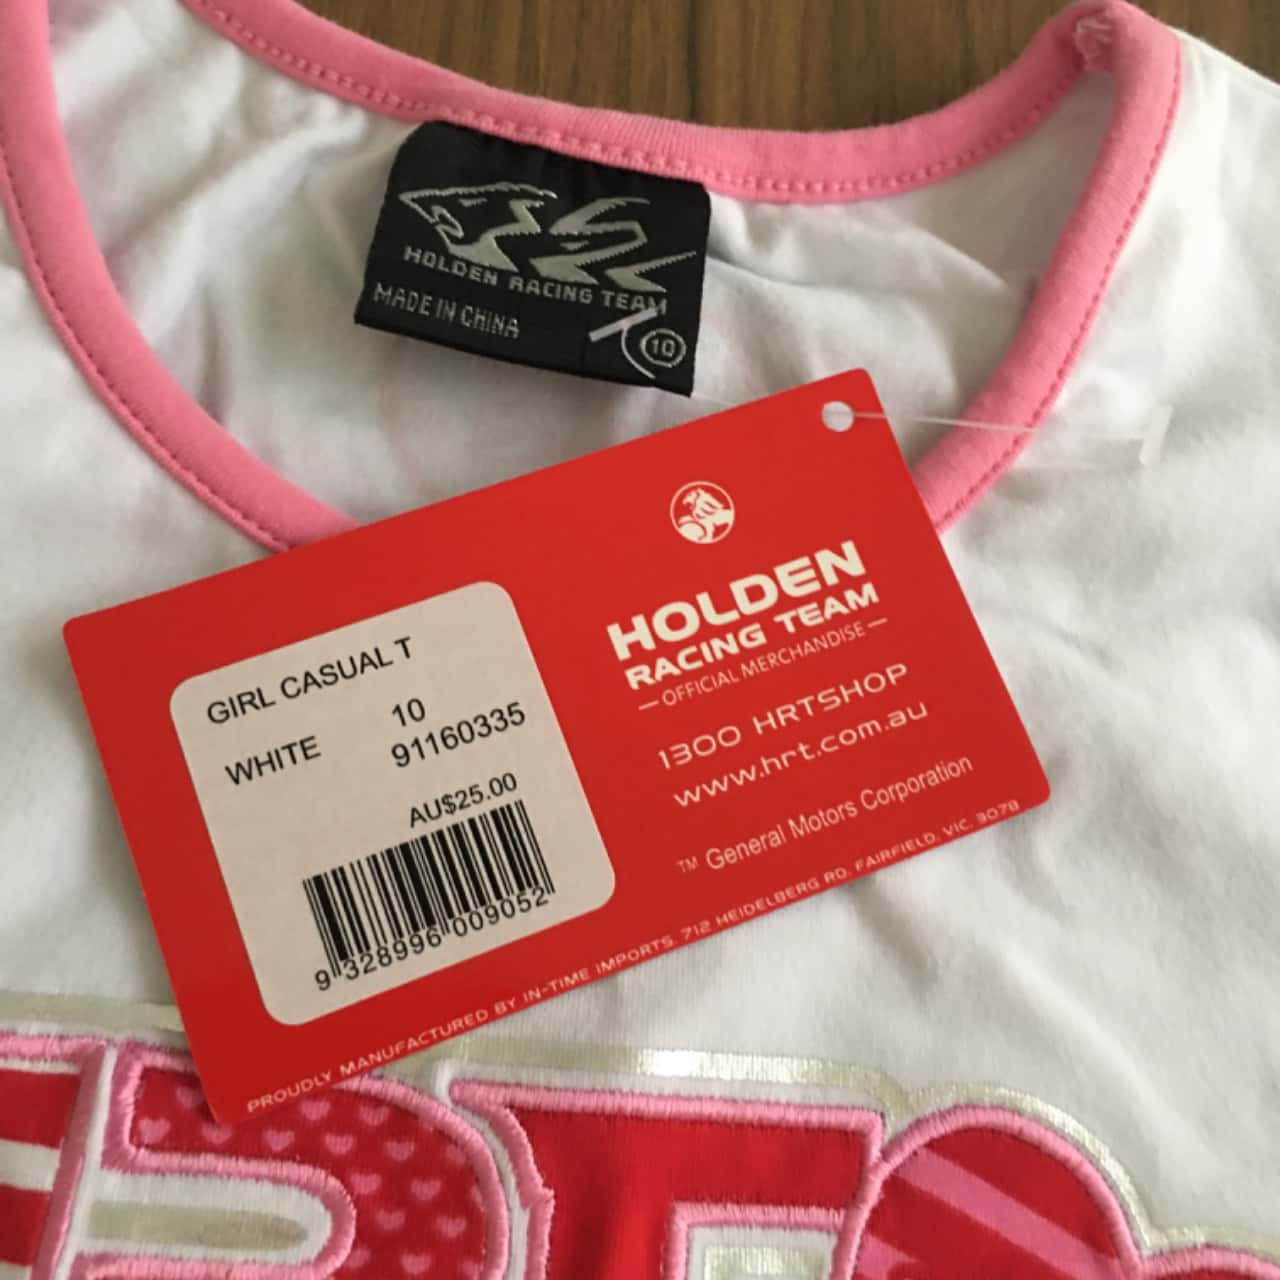 HOLDEN RACING TEAM
MADE IN CHINA
10
HOLDEN
RACING TEAM
— OFFICIAL MERCHANDISE —
1300 HRTSHOP
www.hrt.com.au
™ General Motors Corporation
GIRL CASUAL T
WHITE 10
91160335
AU$25.00
9 328996 009052
PROUDLY MANUFACTURED BY IN-TIME IMPORTS. 712 HEIDELBERG RD. FAIRFIELD. VIC. 3078